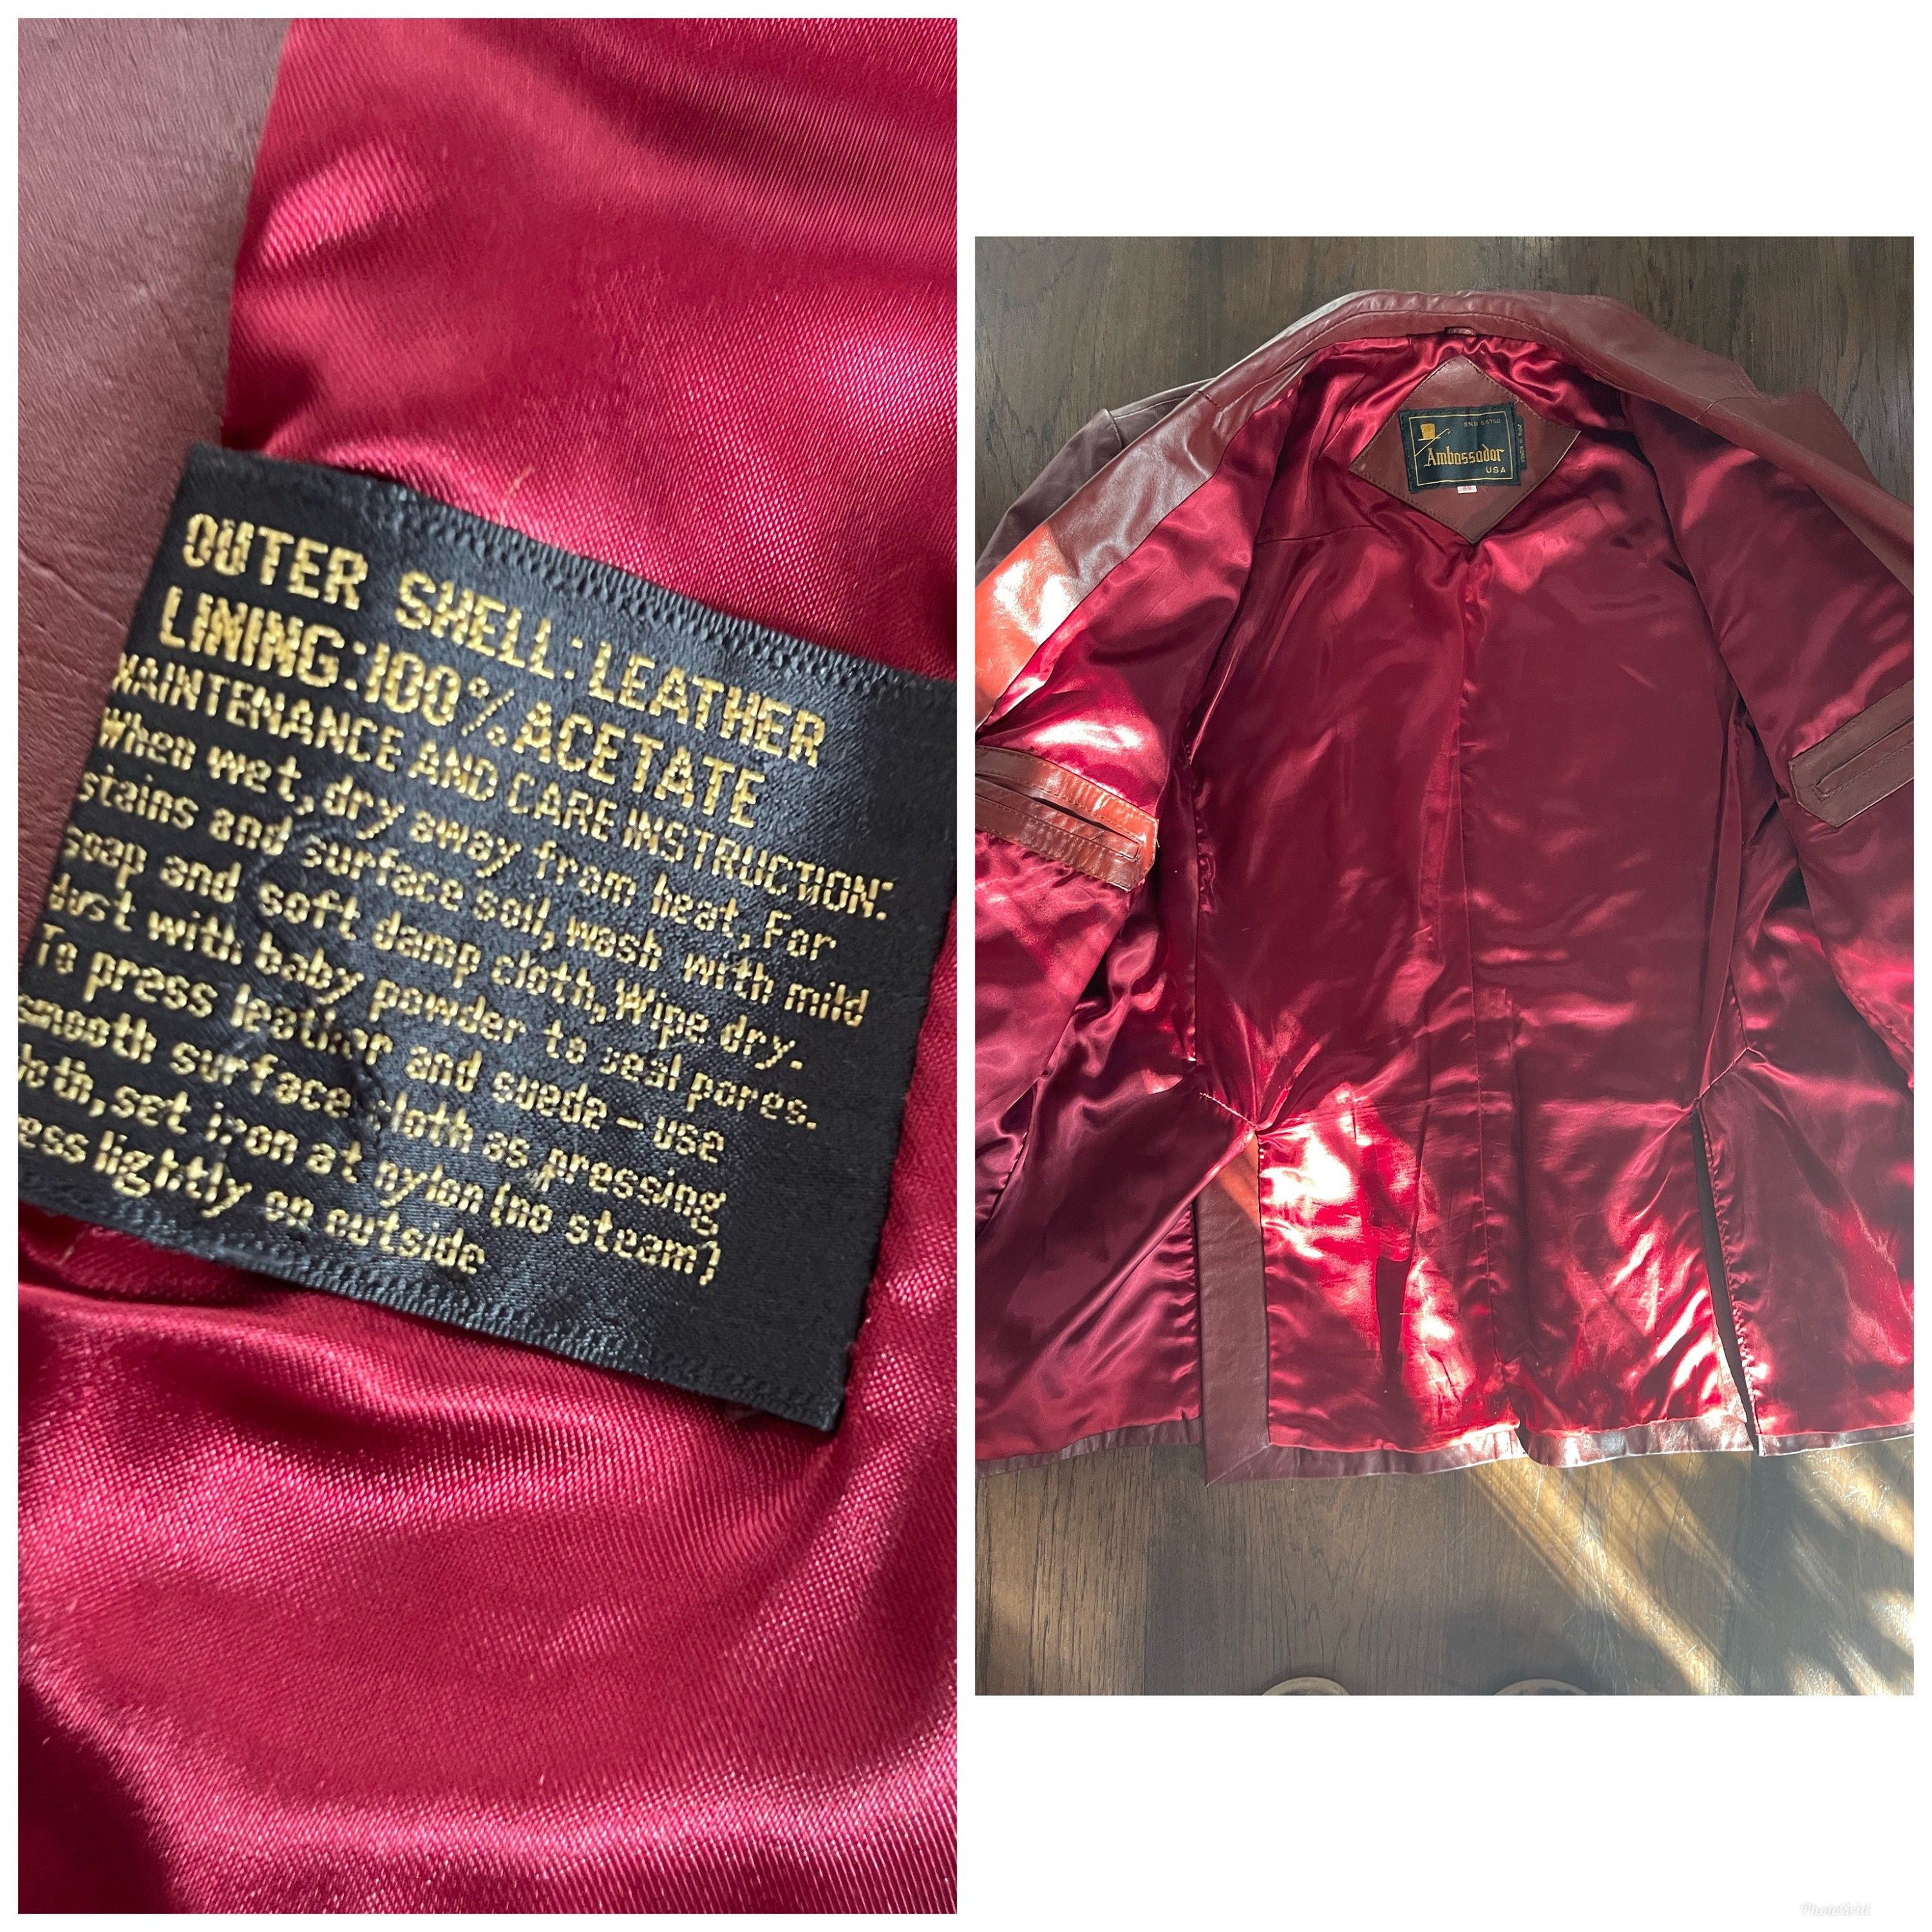 OUTER SHELL:LEATHER
LINING:100% ACETATE
MAINTENANCE AND CARE INSTRUCTION:
When wet, dry away from heat, For
stains and surface soil, wash with mild
soap and soft damp cloth, Wipe dry.
dust with baby powder to seal pores.
To press leather and suede - use
smooth surface cloth as pressing
set iron at nylon (no steam)
lightly on outside
Ambassador
USA
PhotoGrid